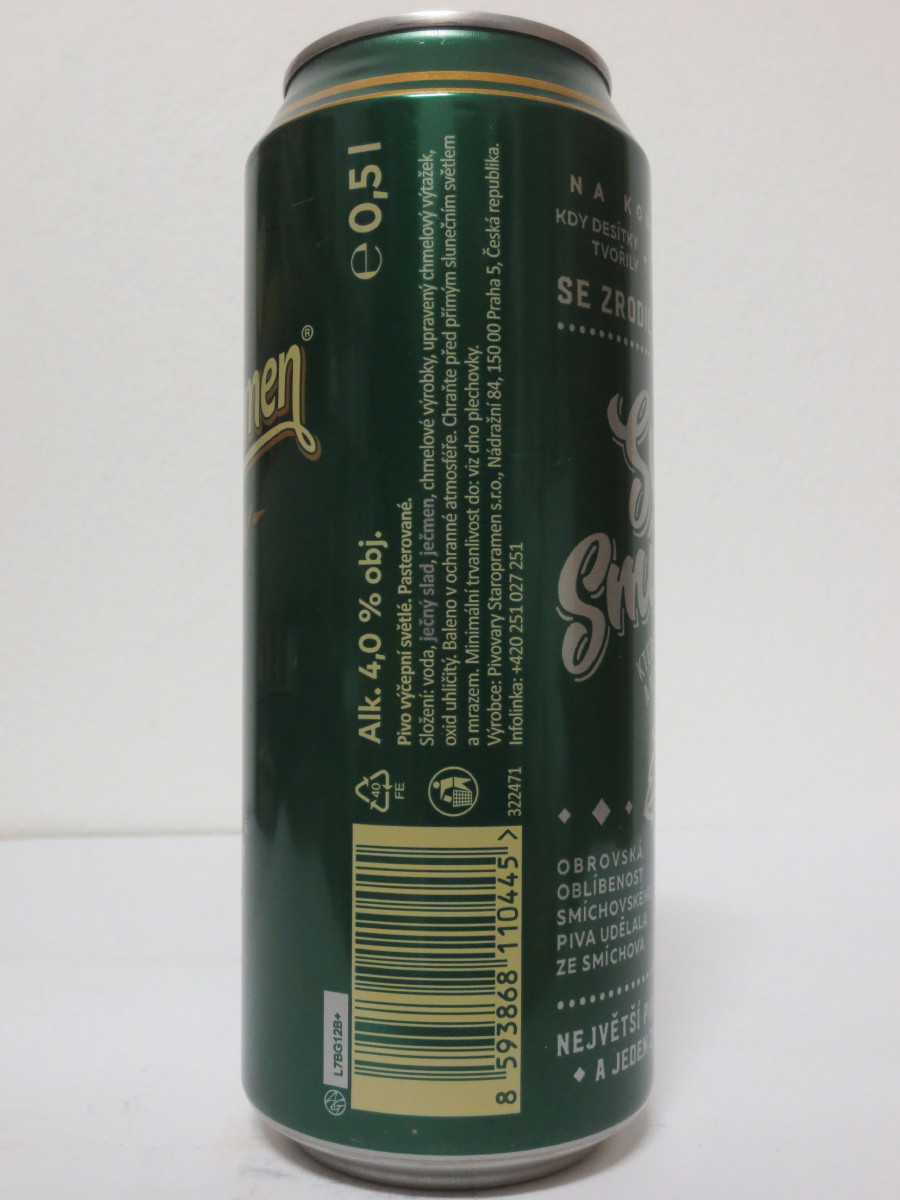 men®
Alk. 4,0 % obj.
e 0,5 l
Pivo výčepní světlé. Pasterované.
Složení: voda, ječný slad, ječmen, chmelové výrobky, upravený chmelový výtažek,
oxid uhličitý. Baleno v ochranné atmosféře. Chraňte před přímým slunečním světlem
a mrazem. Minimální trvanlivost do: viz dno plechovky.
Výrobce: Pivovary Staropramen s.r.o., Nádražní 84, 150 00 Praha 5, Česká republika.
Infolinka: +420 251 027 251
40
FE
322471
8 593868 110445 >
L7BG12B+
NA
KDY DESÍTKY
TVOŘILY
SE ZRODI
OBROVSKÁ
OBLÍBENOST
SMÍCHOVSKÉHO
PIVA UDĚLALA
ZE SMÍCHOVA
NEJVĚTŠÍ
A JEDEN